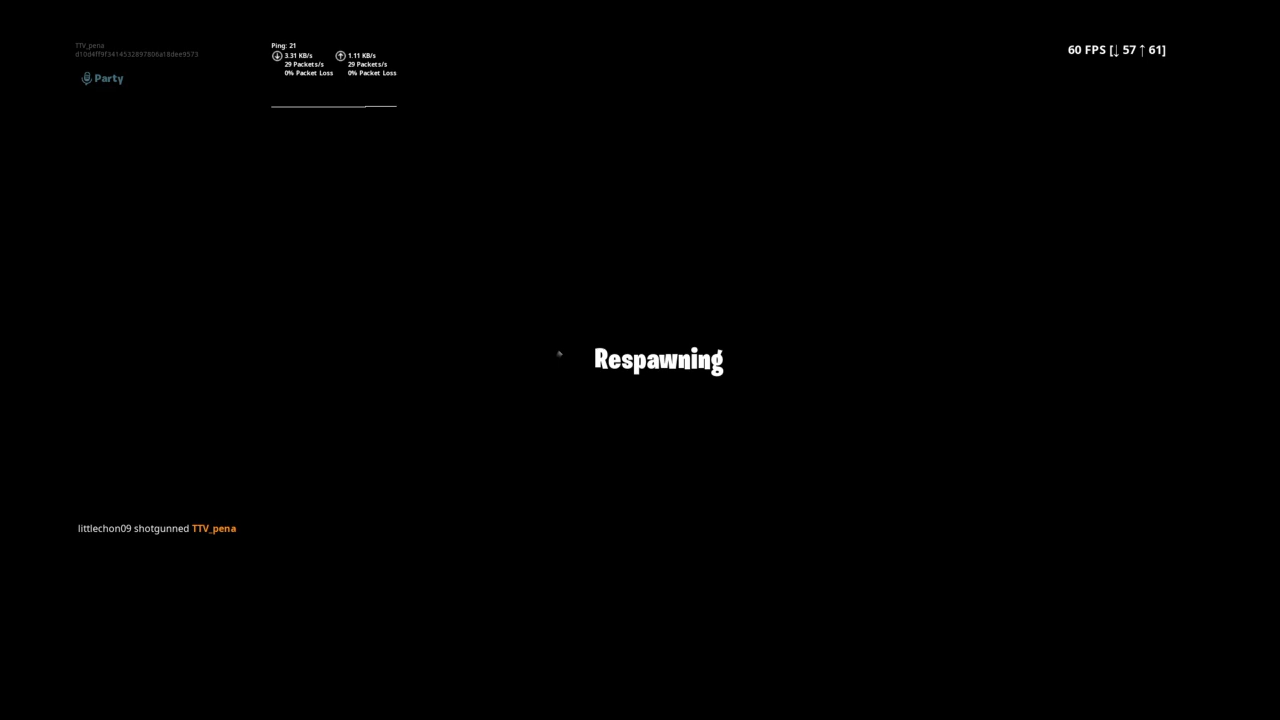 TTV_pena
Party
Ping: 21
3.31 KB/s
29 Packets/s
0% Packet Loss
1.11 KB/s
29 Packets/s
0% Packet Loss
60 FPS [↓ 57 ↑ 61]
Respawning
littlechon09 shotgunned TTV_pena